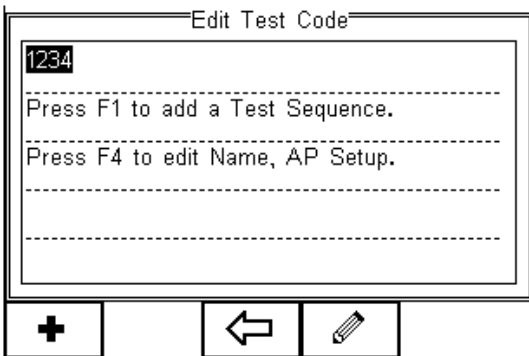 Edit Test Code
1234
Press F1 to add a Test Sequence.
Press F4 to edit Name, AP Setup.